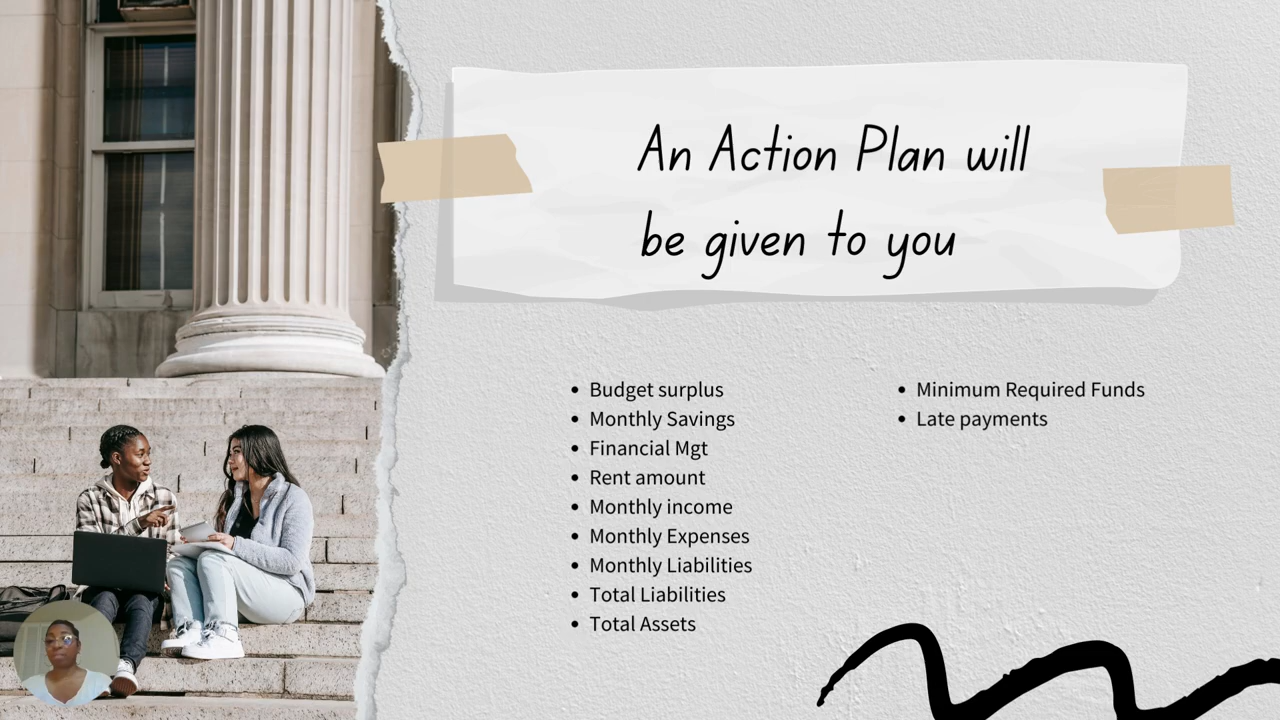 An Action Plan will
be given to you
Budget surplus
Monthly Savings
Financial Mgt
Rent amount
Monthly income
Monthly Expenses
Monthly Liabilities
Total Liabilities
Total Assets
Minimum Required Funds
Late payments